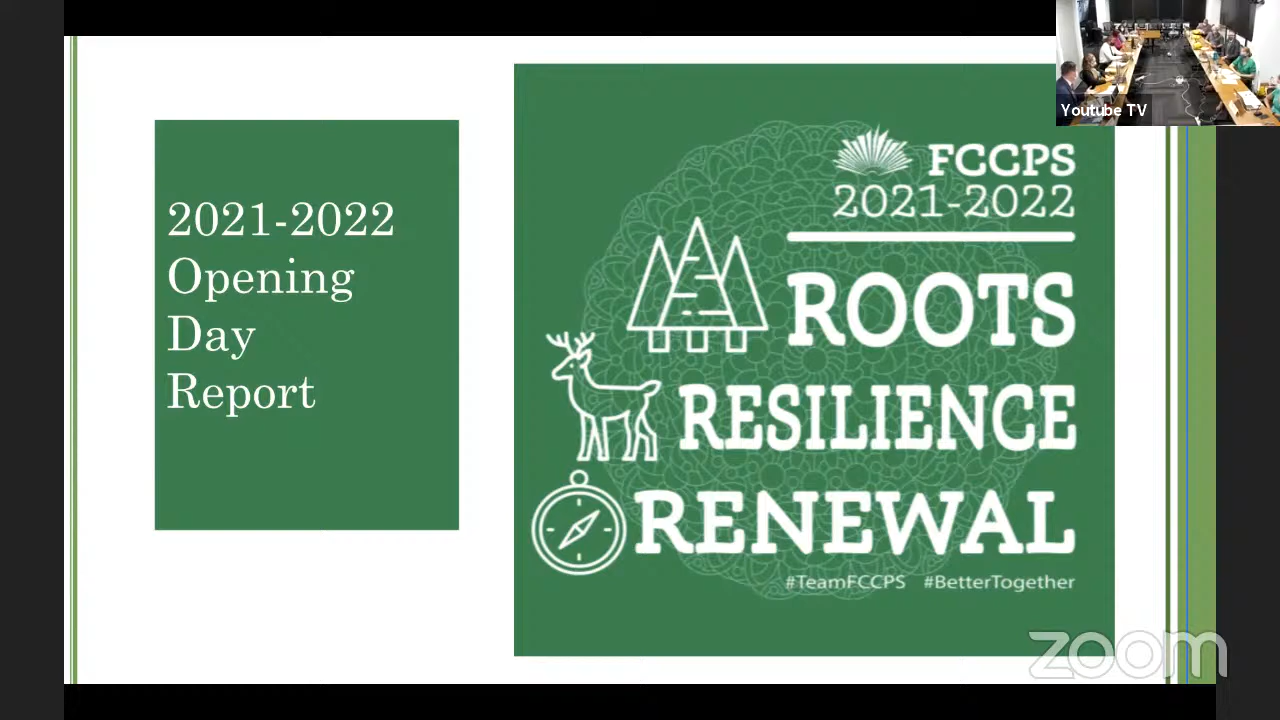 2021-2022
Opening
Day
Report
FCCPS
2021-2022
ROOTS
RESILIENCE
RENEWAL
#TeamFCCPS #BetterTogether
Youtube TV
zoom